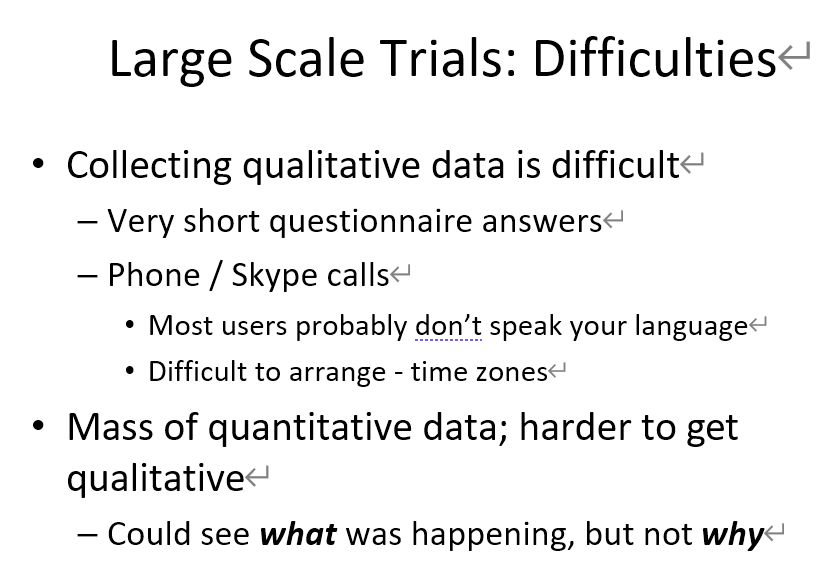 Large Scale Trials: Difficulties↵
• Collecting qualitative data is difficult↵
– Very short questionnaire answers↵
– Phone / Skype calls↵
• Most users probably don’t speak your language↵
• Difficult to arrange - time zones↵
• Mass of quantitative data; harder to get
qualitative↵
– Could see what was happening, but not why↵